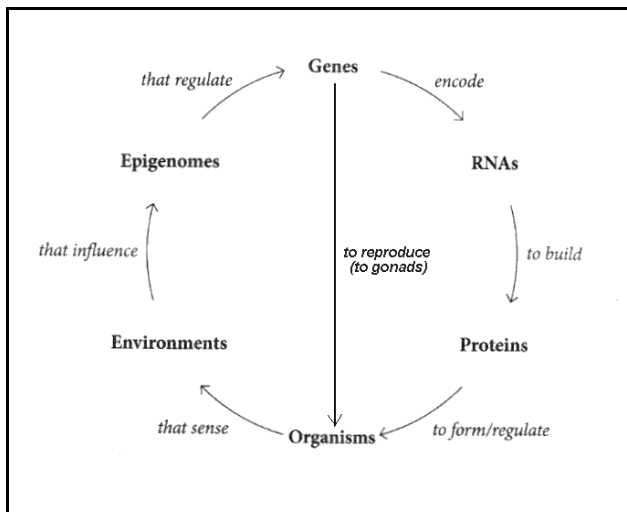 Genes
that regulate
encode
Epigenomes
RNAs
that influence
to reproduce
(to gonads)
to build
Environments
Proteins
that sense
Organisms
to form/regulate